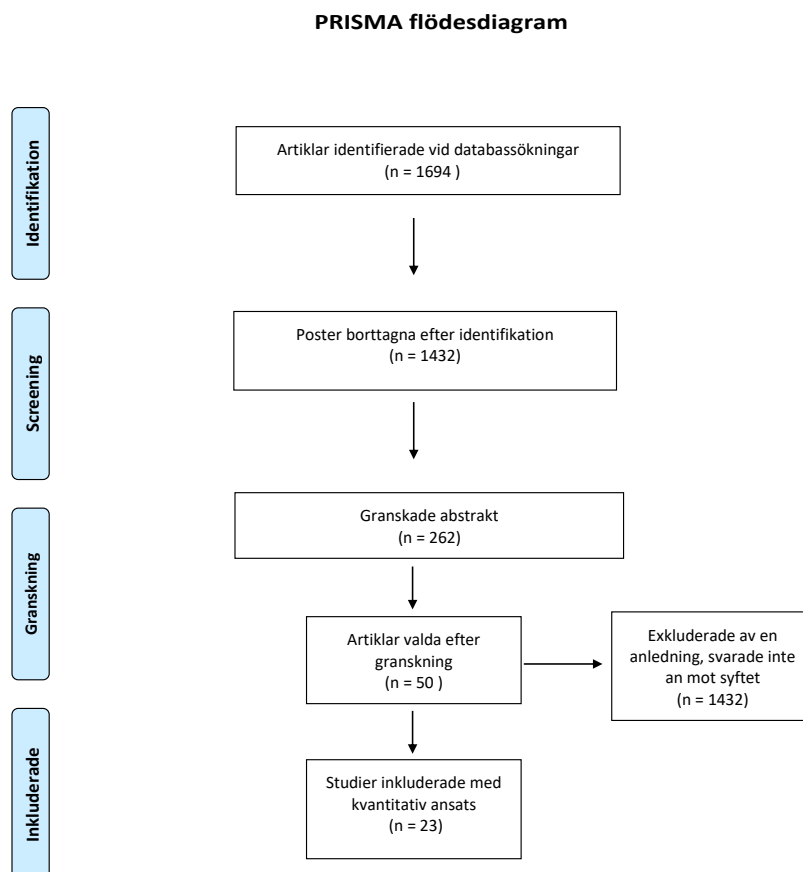 PRISMA flödesdiagram
Identifikation
Artiklar identifierade vid databassökningar
(n = 1694 )
Screening
Poster borttagna efter identifikation
(n = 1432)
Granskning
Granskade abstrakt
(n = 262)
Artiklar valda efter
granskning
(n = 50 )
Exkluderade av en
anledning, svarade inte
an mot syftet
(n = 1432)
Inkluderade
Studier inkluderade med
kvantitativ ansats
(n = 23)